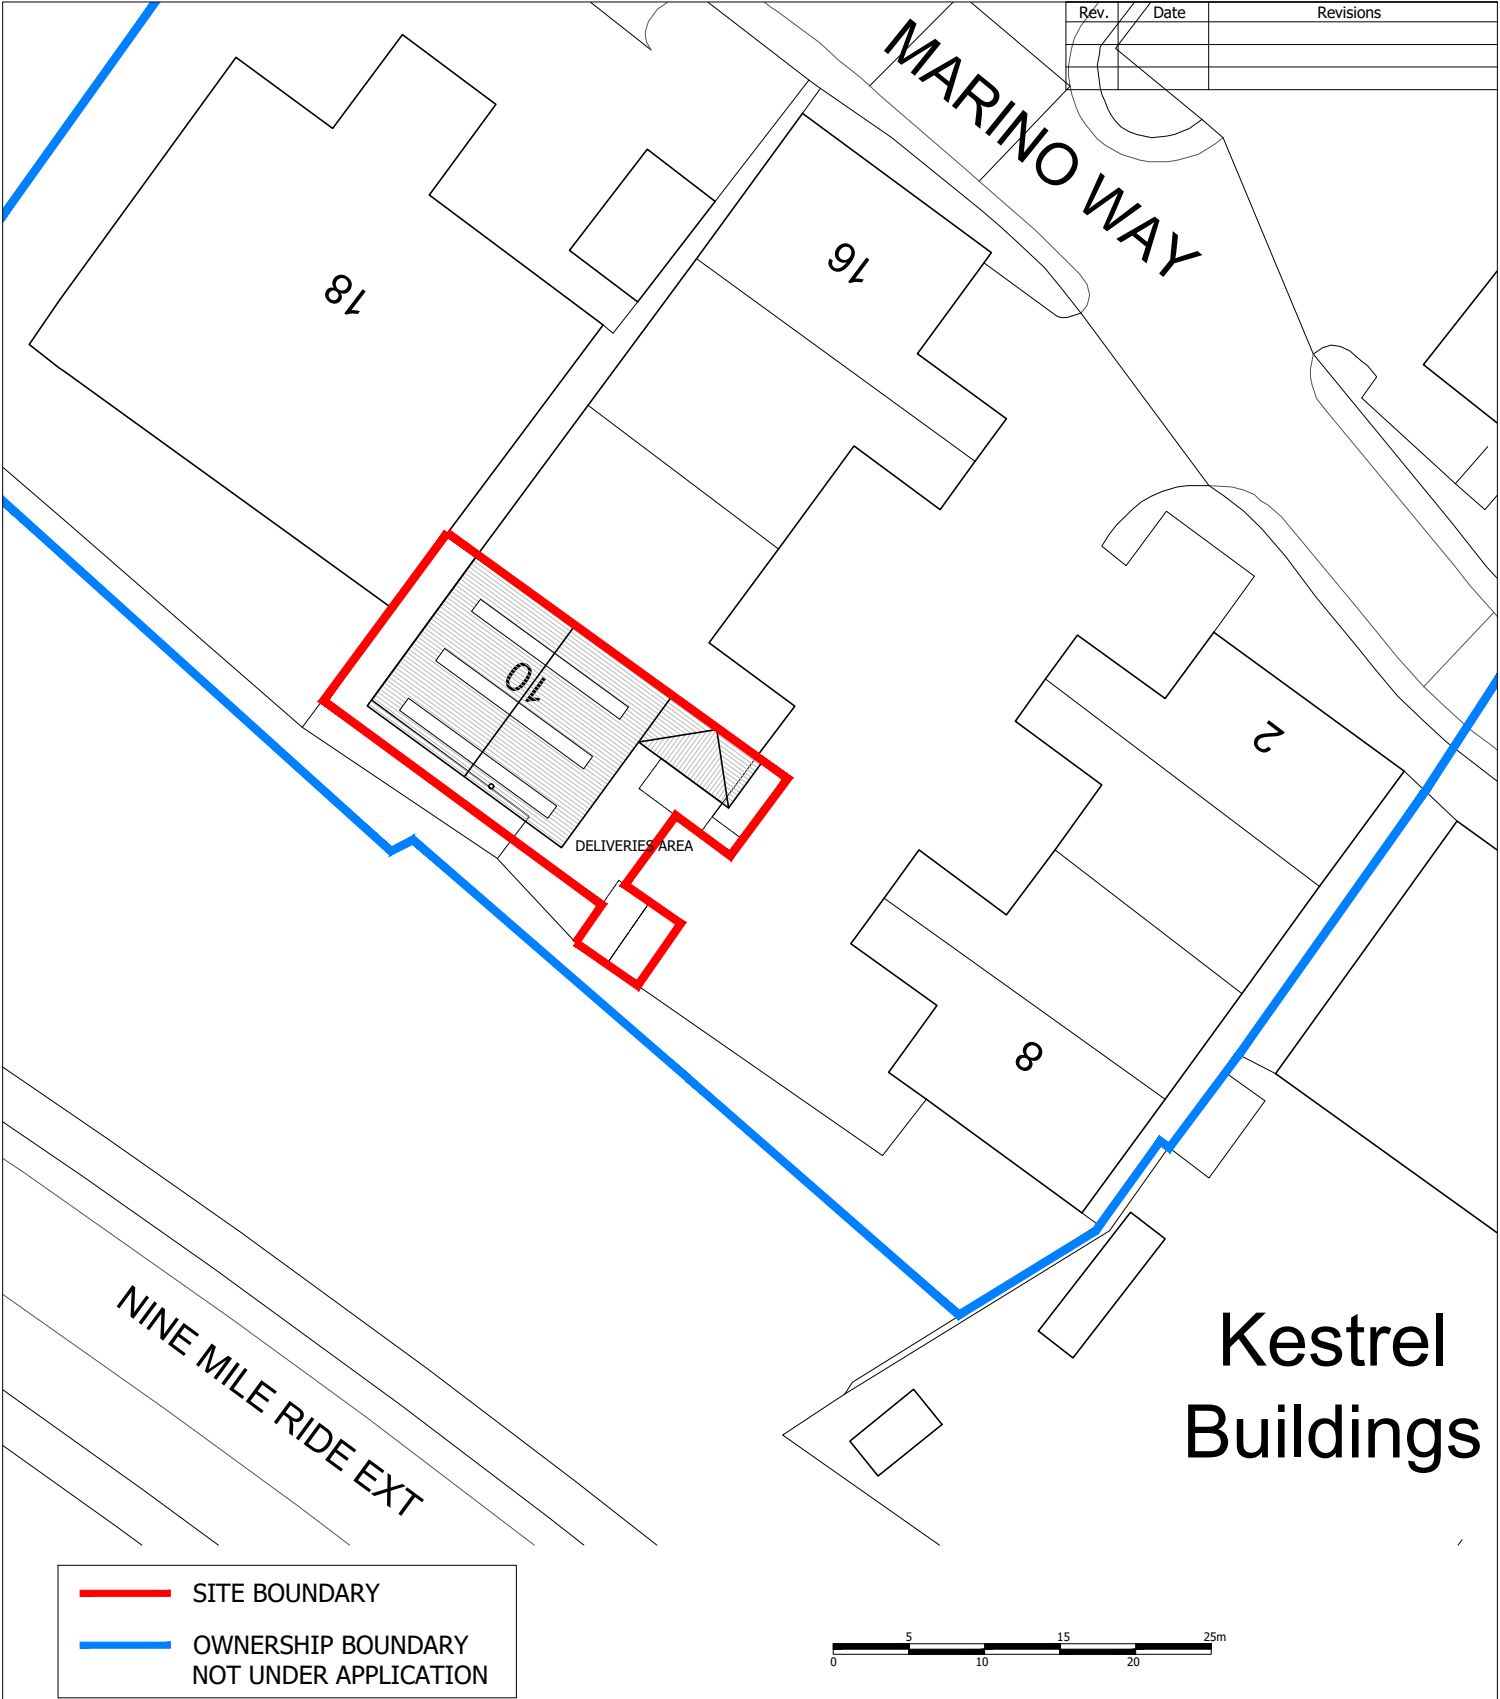 Rev. Date Revisions
MARINO WAY
16
18
10
2
DELIVERIES AREA
8
NINE MILE RIDE EXT
Kestrel
Buildings
SITE BOUNDARY
OWNERSHIP BOUNDARY
NOT UNDER APPLICATION
5 15 25m
0 10 20